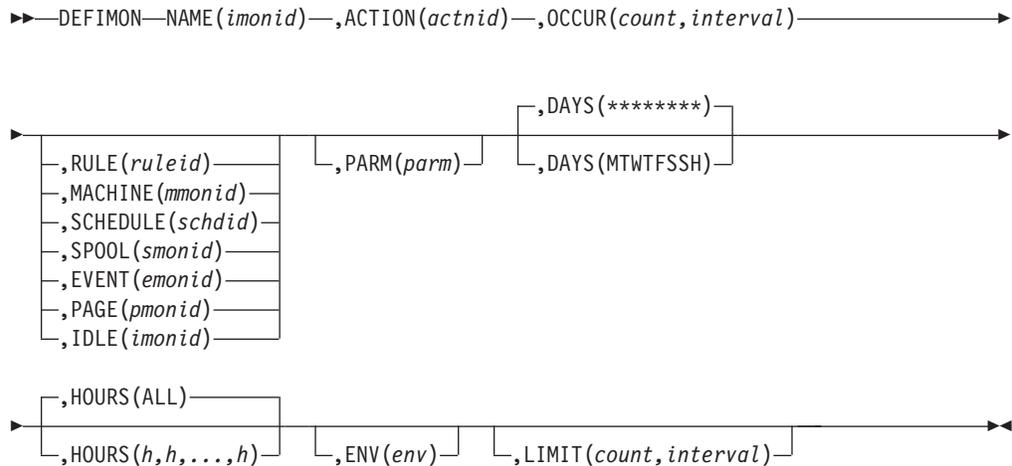 DEFIMON NAME(imonid) ,ACTION(actnid) ,OCCUR(count,interval)
,RULE(ruleid)
,MACHINE(mmonid)
,SCHEDULE(schdid)
,SPOOL(smonid)
,EVENT(emonid)
,PAGE(pmonid)
,IDLE(imonid)
,PARM(parm)
,DAYS(********)
,DAYS(MTWTFSSH)
,HOURS(ALL)
,HOURS(h,h,...,h)
,ENV(env)
,LIMIT(count,interval)